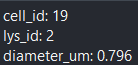 cell_id: 19
lys_id: 2
diameter_um: 0.796